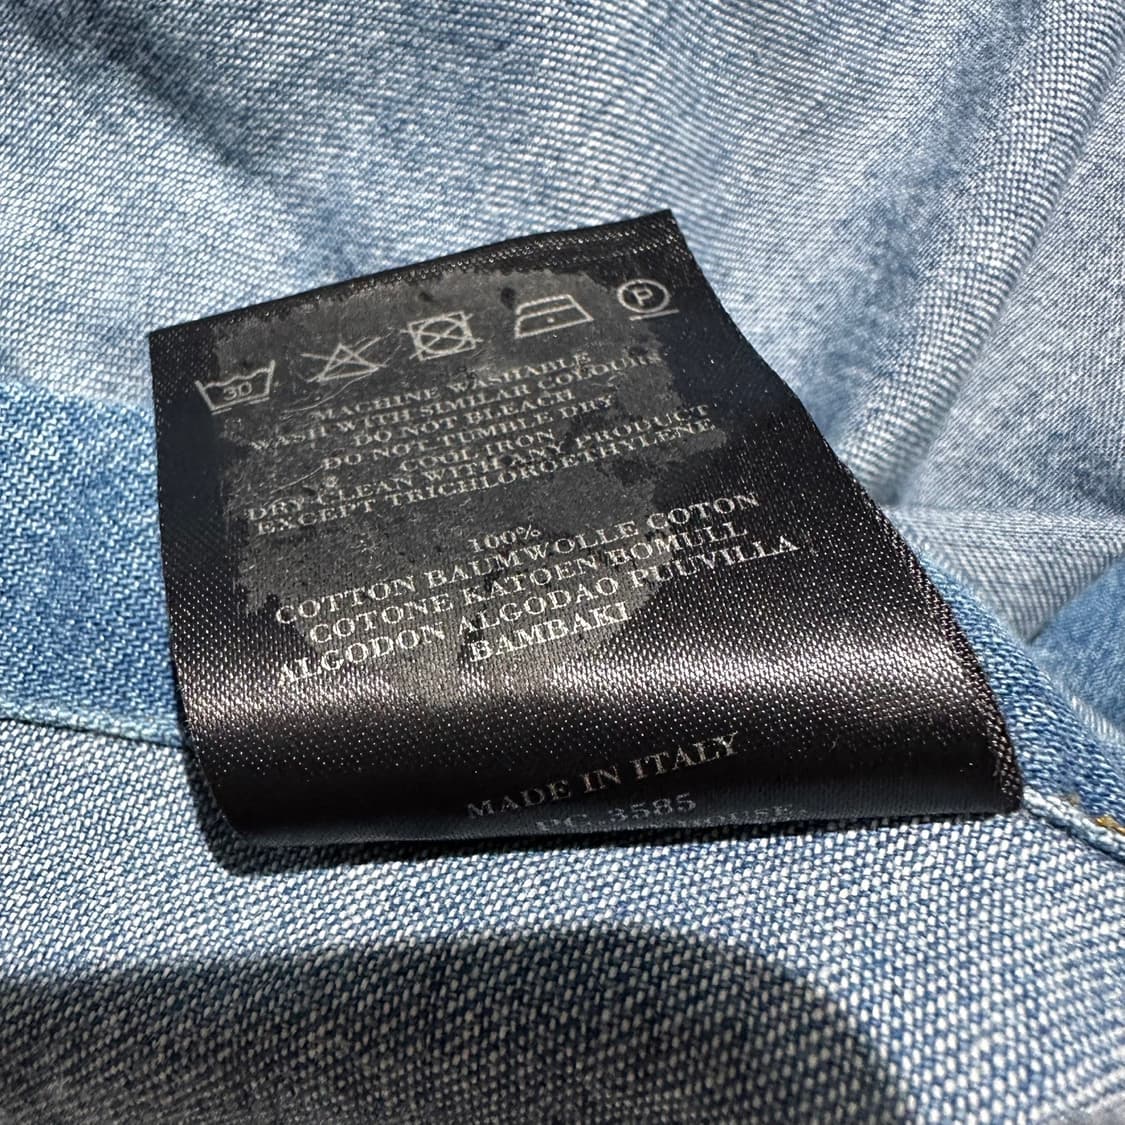 30
P
MACHINE WASHABLE
WASH WITH SIMILAR COLOURS
DO NOT BLEACH
DO NOT TUMBLE DRY
COOL IRON
DRY CLEAN WITH ANY PRODUCT
EXCEPT TRICHLOROETHYLENE
100%
COTTON BAUMWOLLE COTON
COTONE KATOEN BOMULL
ALGODON ALGODAO PUUVILLA
BAMBAKI
MADE IN ITALY
3585